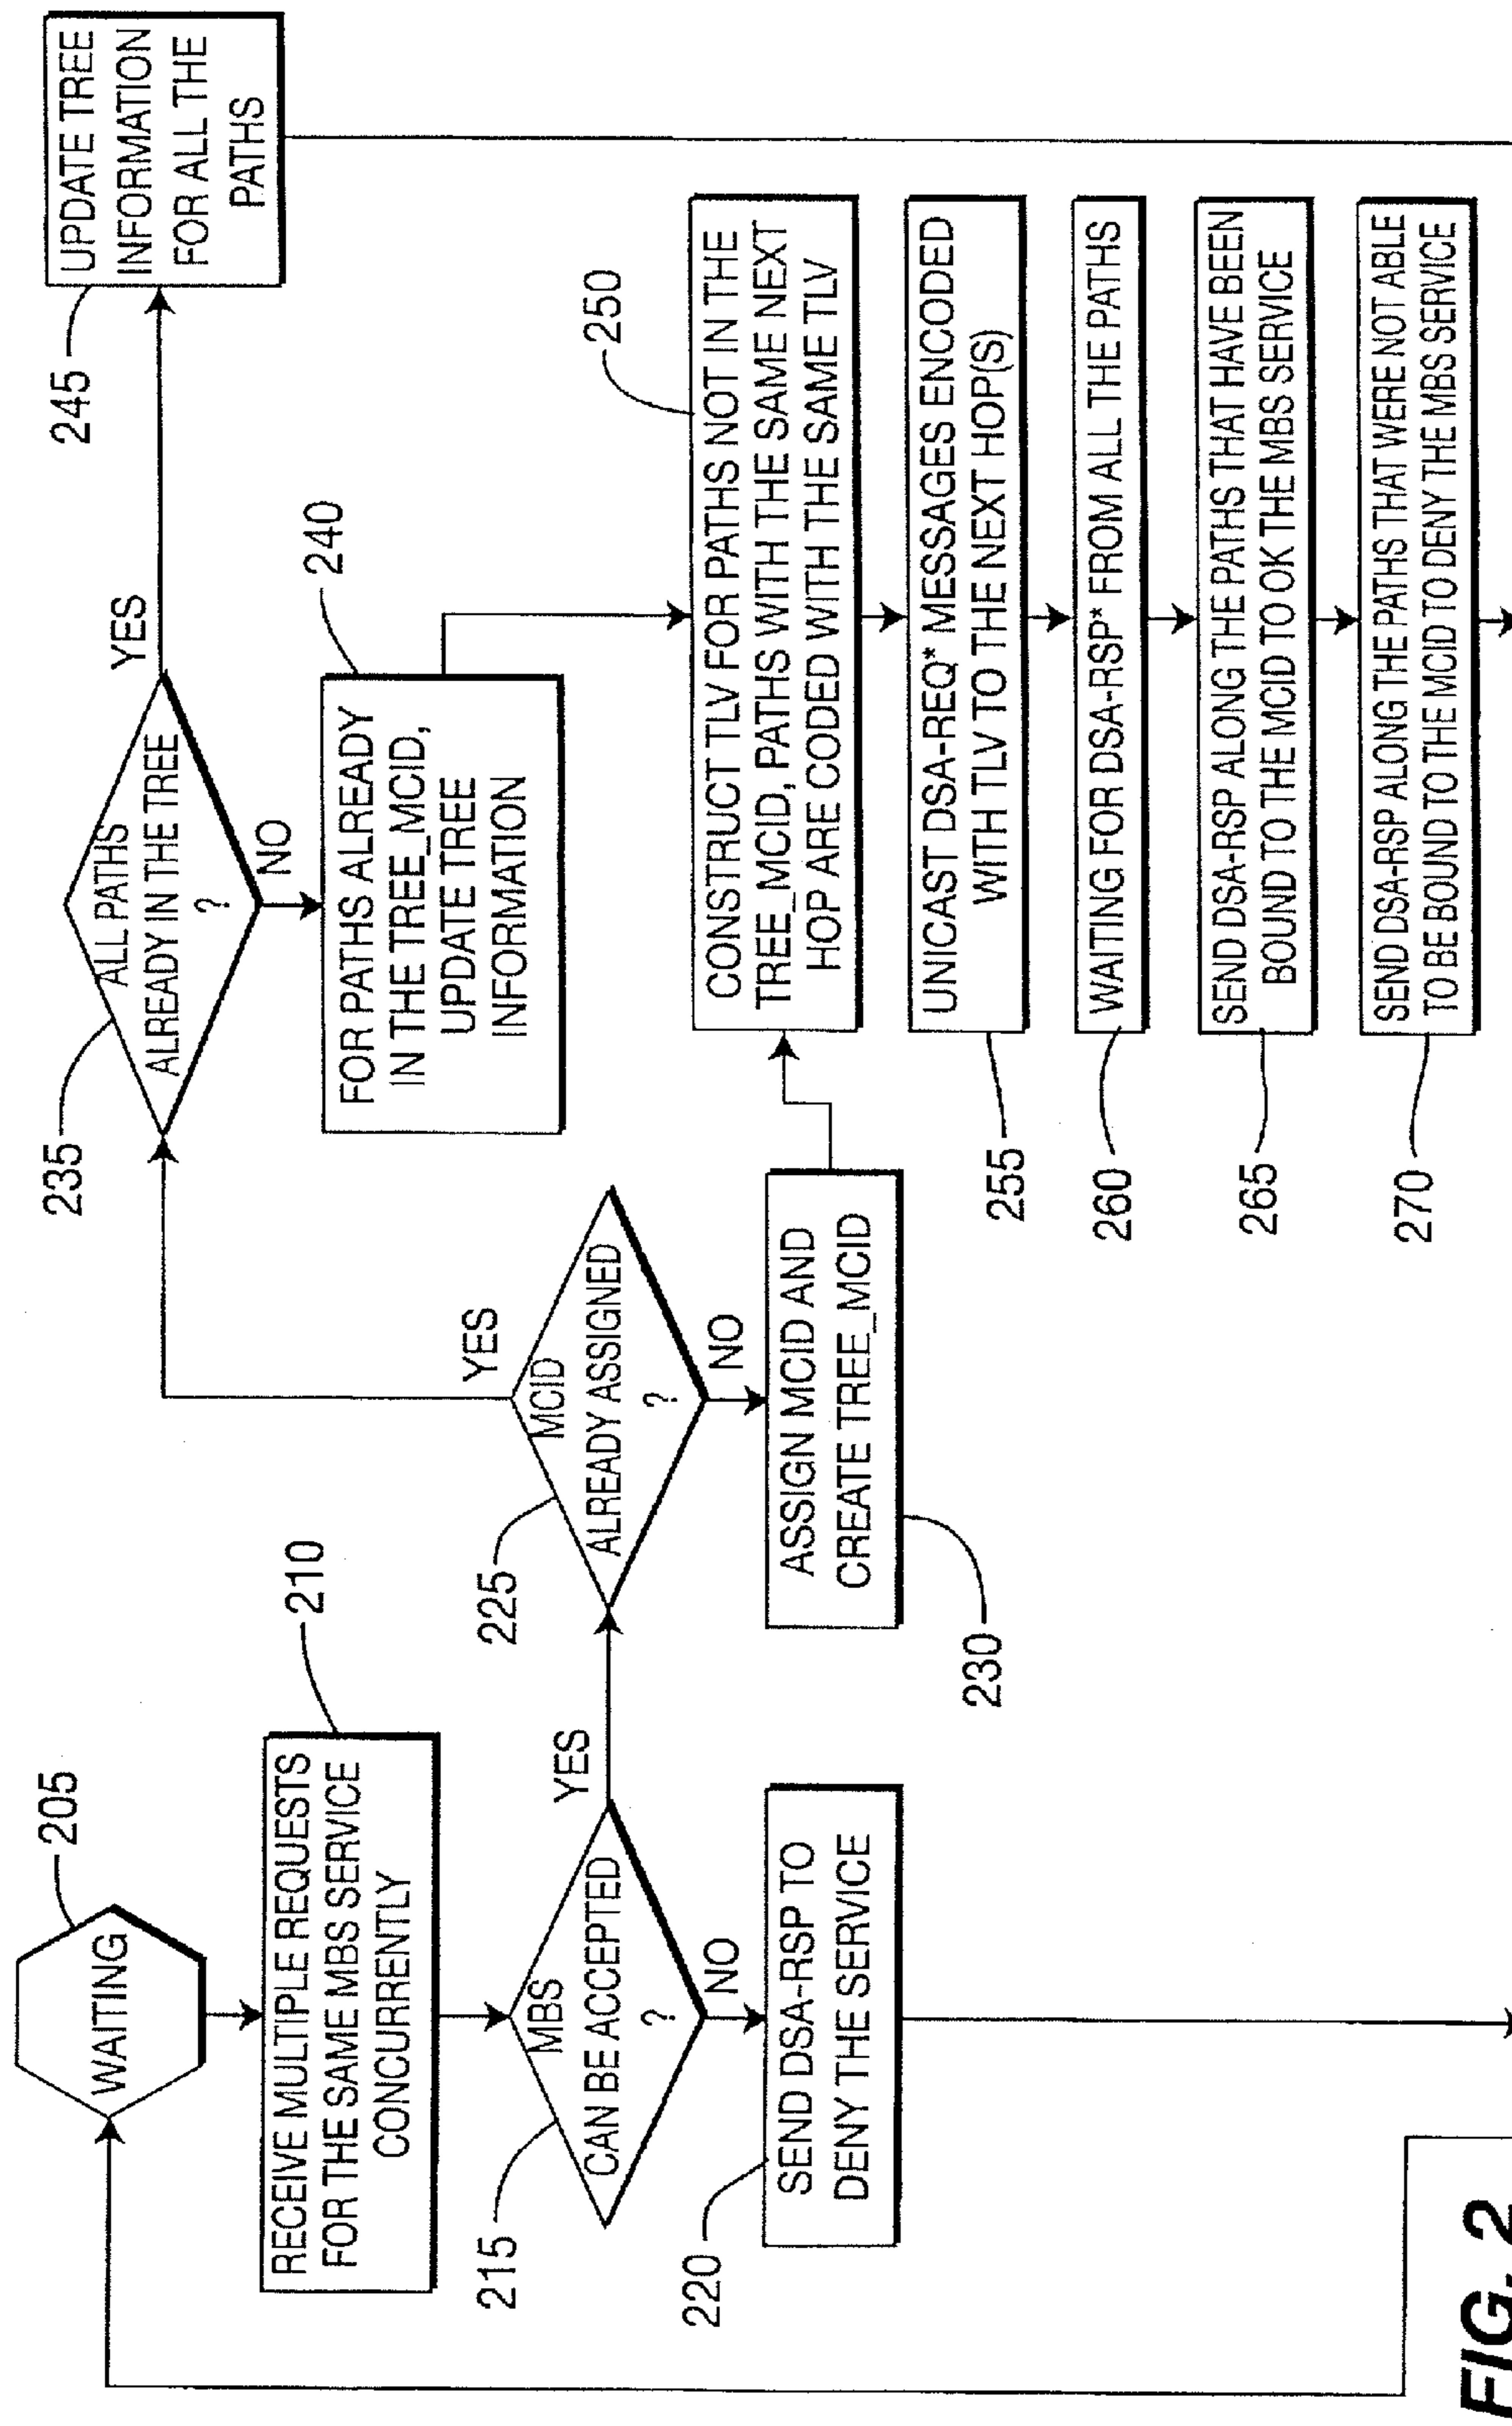 205
WAITING
210
RECEIVE MULTIPLE REQUESTS
FOR THE SAME MBS SERVICE
CONCURRENTLY
215
MBS
CAN BE ACCEPTED
?
YES
NO
220
SEND DSA-RSP TO
DENY THE SERVICE
225
MCID
ALREADY ASSIGNED
?
YES
NO
230
ASSIGN MCID AND
CREATE TREE_MCID
235
ALL PATHS
ALREADY IN THE TREE
?
YES
NO
240
FOR PATHS ALREADY
IN THE TREE_MCID,
UPDATE TREE
INFORMATION
245
UPDATE TREE
INFORMATION
FOR ALL THE
PATHS
250
CONSTRUCT TLV FOR PATHS NOT IN THE
TREE_MCID, PATHS WITH THE SAME NEXT
HOP ARE CODED WITH THE SAME TLV
255
UNICAST DSA-REQ* MESSAGES ENCODED
WITH TLV TO THE NEXT HOP(S)
260
WAITING FOR DSA-RSP* FROM ALL THE PATHS
265
SEND DSA-RSP ALONG THE PATHS THAT HAVE BEEN
BOUND TO THE MCID TO OK THE MBS SERVICE
270
SEND DSA-RSP ALONG THE PATHS THAT WERE NOT ABLE
TO BE BOUND TO THE MCID TO DENY THE MBS SERVICE
FIG. 2